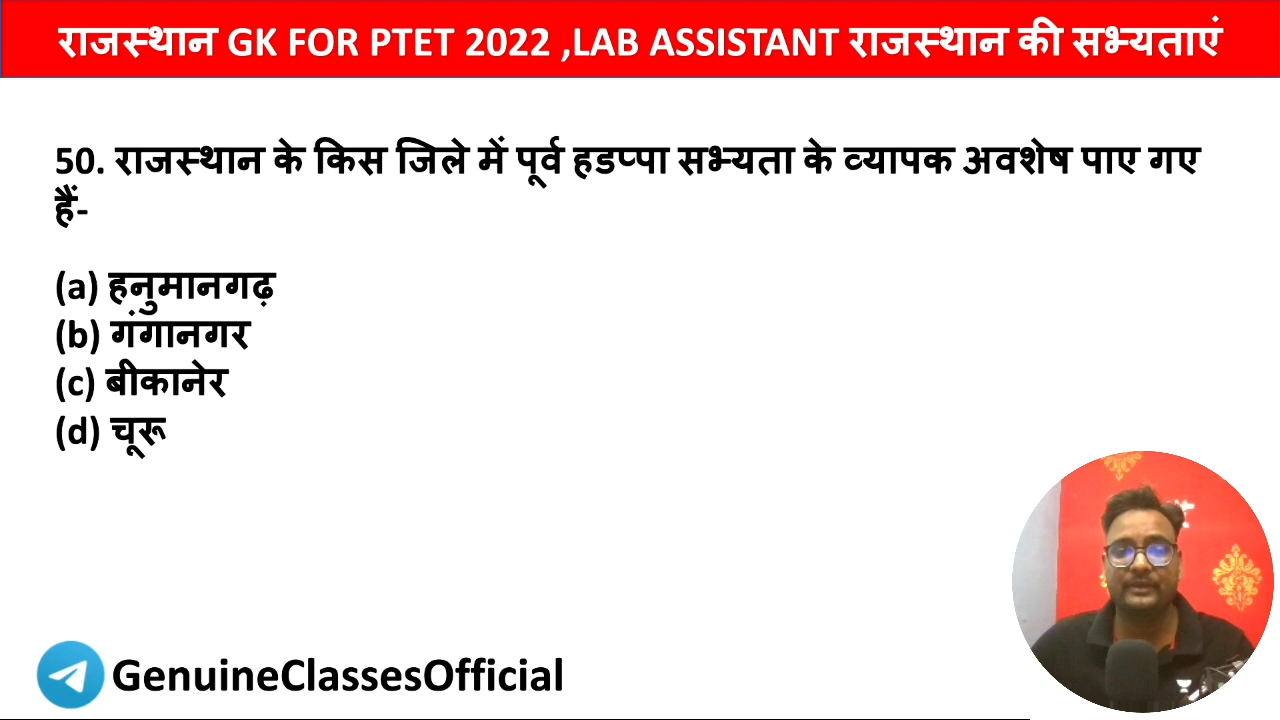 राजस्थान GK FOR PTET 2022 ,LAB ASSISTANT राजस्थान की सभ्यताएं
50. राजस्थान के किस जिले में पूर्व हडप्पा सभ्यता के व्यापक अवशेष पाए गए
हैं-
(a) हनुमानगढ़
(b) गंगानगर
(c) बीकानेर
(d) चूरू
GenuineClassesOfficial